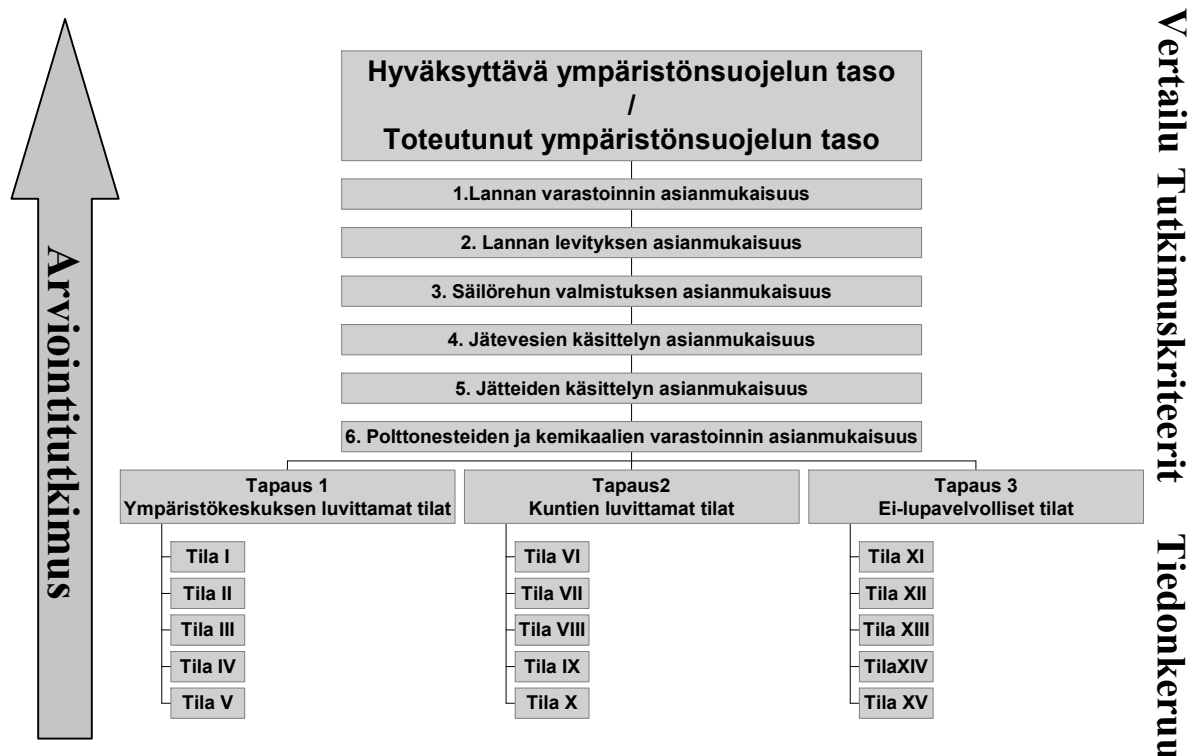 Arviointitutkimus
Hyväksyttävä ympäristönsuojelun taso
/
Toteutunut ympäristönsuojelun taso
1.Lannan varastoinnin asianmukaisuus
2. Lannan levityksen asianmukaisuus
3. Säilörehun valmistuksen asianmukaisuus
4. Jätevesien käsittelyn asianmukaisuus
5. Jätteiden käsittelyn asianmukaisuus
6. Polttonesteiden ja kemikaalien varastoinnin asianmukaisuus
Tapaus 1
Ympäristökeskuksen luvittamat tilat
Tila I
Tila II
Tila III
Tila IV
Tila V
Tapaus2
Kuntien luvittamat tilat
Tila VI
Tila VII
Tila VIII
Tila IX
Tila X
Tapaus 3
Ei-lupavelvolliset tilat
Tila XI
Tila XII
Tila XIII
TilaXIV
Tila XV
Vertailu Tutkimuskriteerit Tiedonkeruu